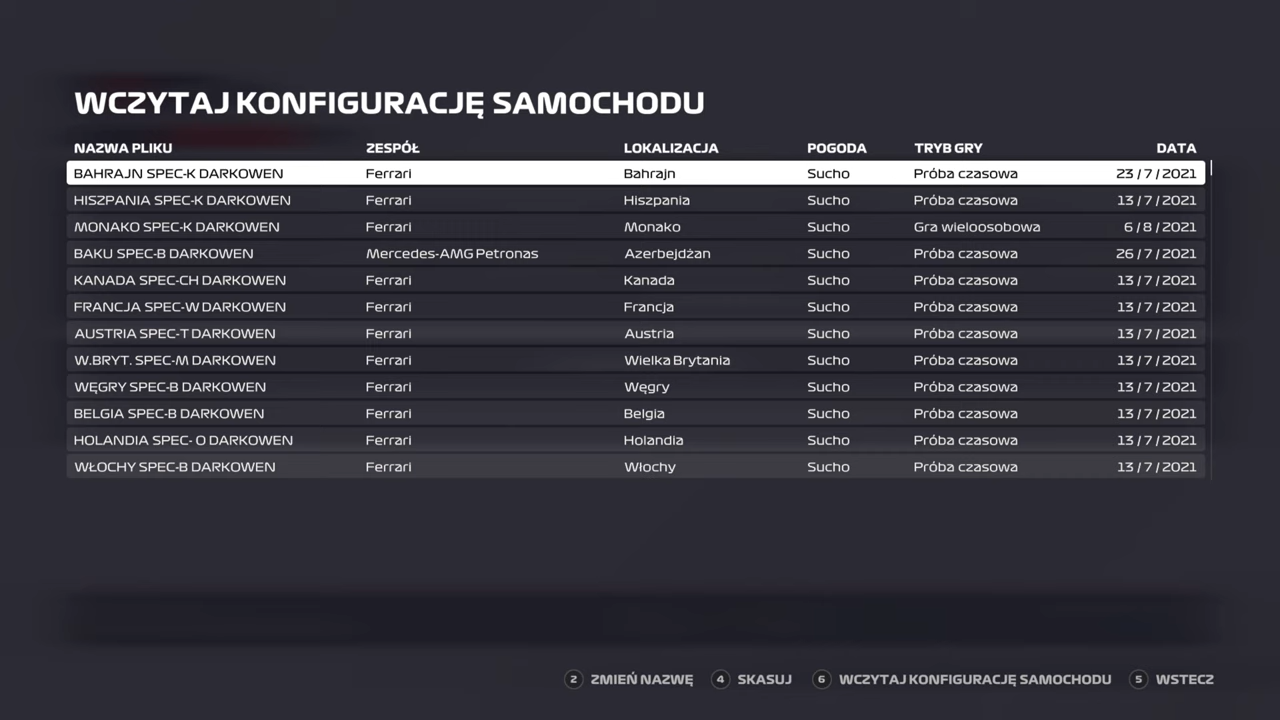 WCZYTAJ KONFIGURACJĘ SAMOCHODU
NAZWA PLIKU ZESPÓŁ LOKALIZACJA POGODA TRYB GRY DATA
BAHRAJN SPEC-K DARKOWEN Ferrari Bahrajn Sucho Próba czasowa 23 / 7 / 2021
HISZPANIA SPEC-K DARKOWEN Ferrari Hiszpania Sucho Próba czasowa 13 / 7 / 2021
MONAKO SPEC-K DARKOWEN Ferrari Monako Sucho Gra wieloosobowa 6 / 8 / 2021
BAKU SPEC-B DARKOWEN Mercedes-AMG Petronas Azerbejdżan Sucho Próba czasowa 26 / 7 / 2021
KANADA SPEC-CH DARKOWEN Ferrari Kanada Sucho Próba czasowa 13 / 7 / 2021
FRANCJA SPEC-W DARKOWEN Ferrari Francja Sucho Próba czasowa 13 / 7 / 2021
AUSTRIA SPEC-T DARKOWEN Ferrari Austria Sucho Próba czasowa 13 / 7 / 2021
W.BRYT. SPEC-M DARKOWEN Ferrari Wielka Brytania Sucho Próba czasowa 13 / 7 / 2021
WĘGRY SPEC-B DARKOWEN Ferrari Węgry Sucho Próba czasowa 13 / 7 / 2021
BELGIA SPEC-B DARKOWEN Ferrari Belgia Sucho Próba czasowa 13 / 7 / 2021
HOLANDIA SPEC- O DARKOWEN Ferrari Holandia Sucho Próba czasowa 13 / 7 / 2021
WŁOCHY SPEC-B DARKOWEN Ferrari Włochy Sucho Próba czasowa 13 / 7 / 2021
2 ZMIEŃ NAZWĘ 4 SKASUJ 6 WCZYTAJ KONFIGURACJĘ SAMOCHODU 5 WSTECZ